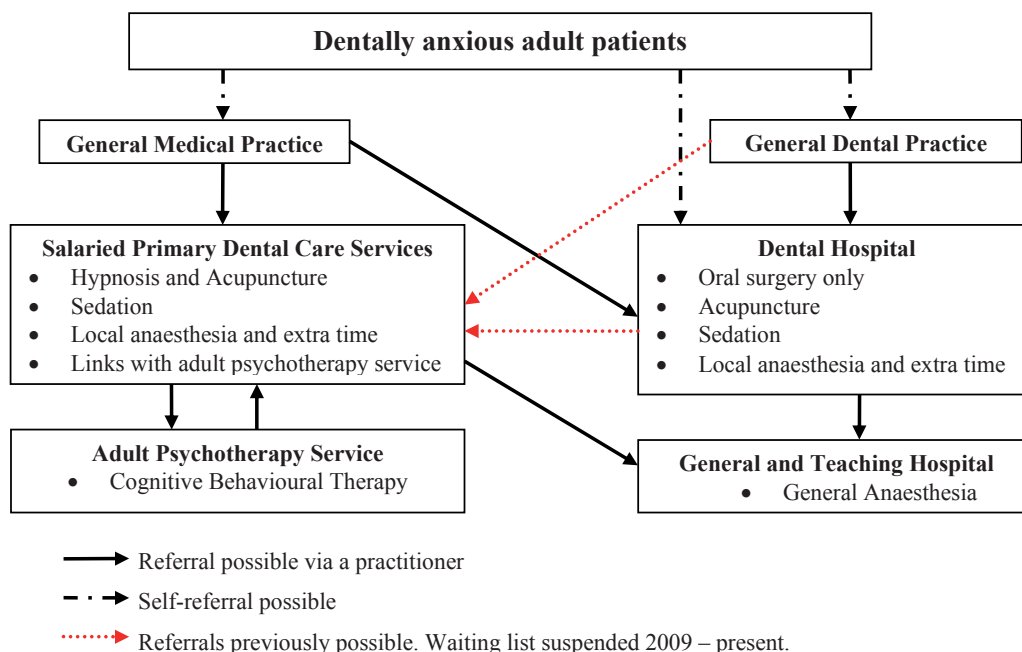 Dentally anxious adult patients
General Medical Practice
General Dental Practice
Salaried Primary Dental Care Services
• Hypnosis and Acupuncture
• Sedation
• Local anaesthesia and extra time
• Links with adult psychotherapy service
Dental Hospital
• Oral surgery only
• Acupuncture
• Sedation
• Local anaesthesia and extra time
Adult Psychotherapy Service
• Cognitive Behavioural Therapy
General and Teaching Hospital
• General Anaesthesia
Referral possible via a practitioner
Self-referral possible
Referrals previously possible. Waiting list suspended 2009 – present.